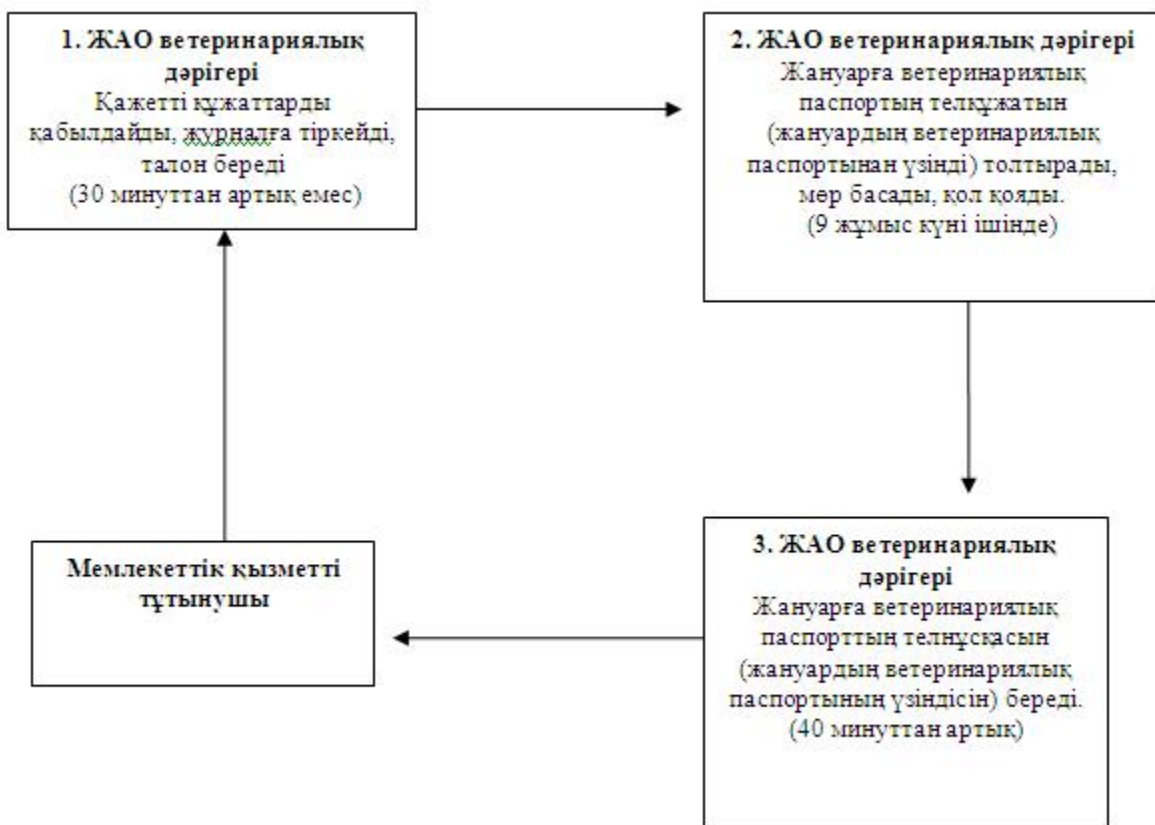 1. ЖАО ветеринариялық
дәрігері
Қажетті құжаттарды
қабылдайды, журналға тіркейді,
талон береді
(30 минуттан артық емес)
2. ЖАО ветеринариялық дәрігері
Жануарға ветеринариялық
паспортың телқұжатын
(жануардың ветеринариялық
паспортынан үзінді) толтырады,
мөр басады, қол қояды.
(9 жұмыс күні ішінде)
3. ЖАО ветеринариялық
дәрігері
Жануарға ветеринариялық
паспорттың телнұсқасын
(жануардың ветеринариялық
паспортының үзіндісін) береді.
(40 минуттан артық)
Мемлекеттік қызметті
тұтынушы